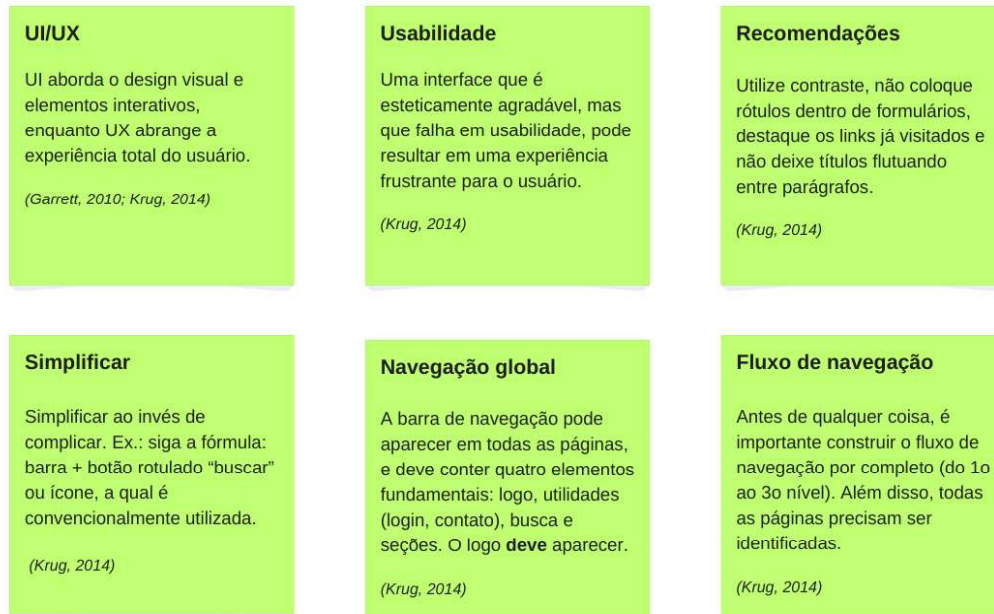 UI/UX
UI aborda o design visual e
elementos interativos,
enquanto UX abrange a
experiência total do usuário.
(Garrett, 2010; Krug, 2014)
Usabilidade
Uma interface que é
esteticamente agradável, mas
que falha em usabilidade, pode
resultar em uma experiência
frustrante para o usuário.
(Krug, 2014)
Recomendações
Utilize contraste, não coloque
rótulos dentro de formulários,
destaque os links já visitados e
não deixe títulos flutuando
entre parágrafos.
(Krug, 2014)
Simplificar
Simplificar ao invés de
complicar. Ex.: siga a fórmula:
barra + botão rotulado “buscar”
ou ícone, a qual é
convencionalmente utilizada.
(Krug, 2014)
Navegação global
A barra de navegação pode
aparecer em todas as páginas,
e deve conter quatro elementos
fundamentais: logo, utilidades
(login, contato), busca e
seções. O logo deve aparecer.
(Krug, 2014)
Fluxo de navegação
Antes de qualquer coisa, é
importante construir o fluxo de
navegação por completo (do 1o
ao 3o nível). Além disso, todas
as páginas precisam ser
identificadas.
(Krug, 2014)